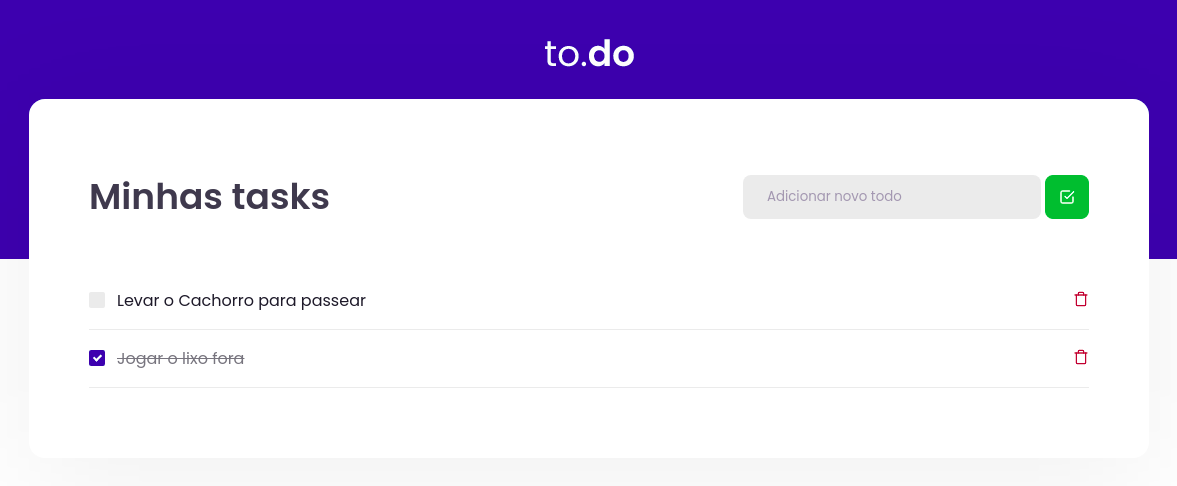 to.do
Minhas tasks
Adicionar novo todo
Levar o Cachorro para passear
Jogar o lixo fora